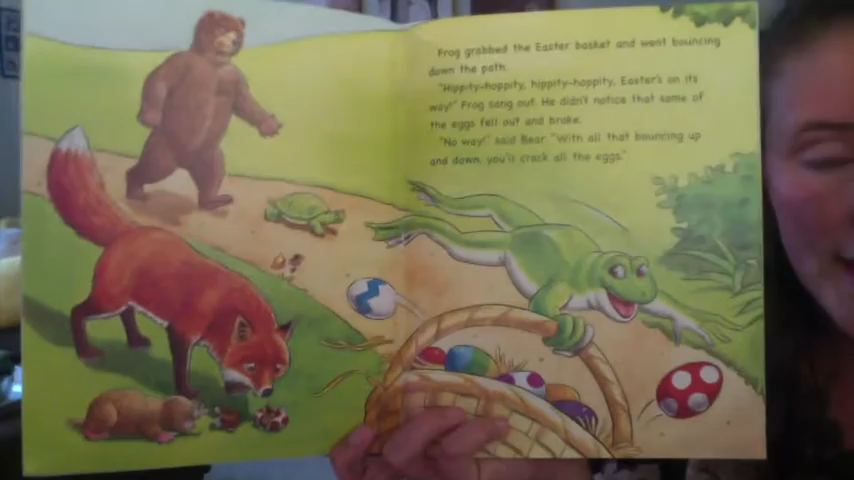 Frog grabbed the Easter basket and went bouncing
down the path.
"Hippity-hoppity, hippity-hoppity, Easter's on its
way!" Frog sang out. He didn't notice that some of
the eggs fell out and broke.
"No way!" said Bear. "With all that bouncing up
and down, you'll crack all the eggs."